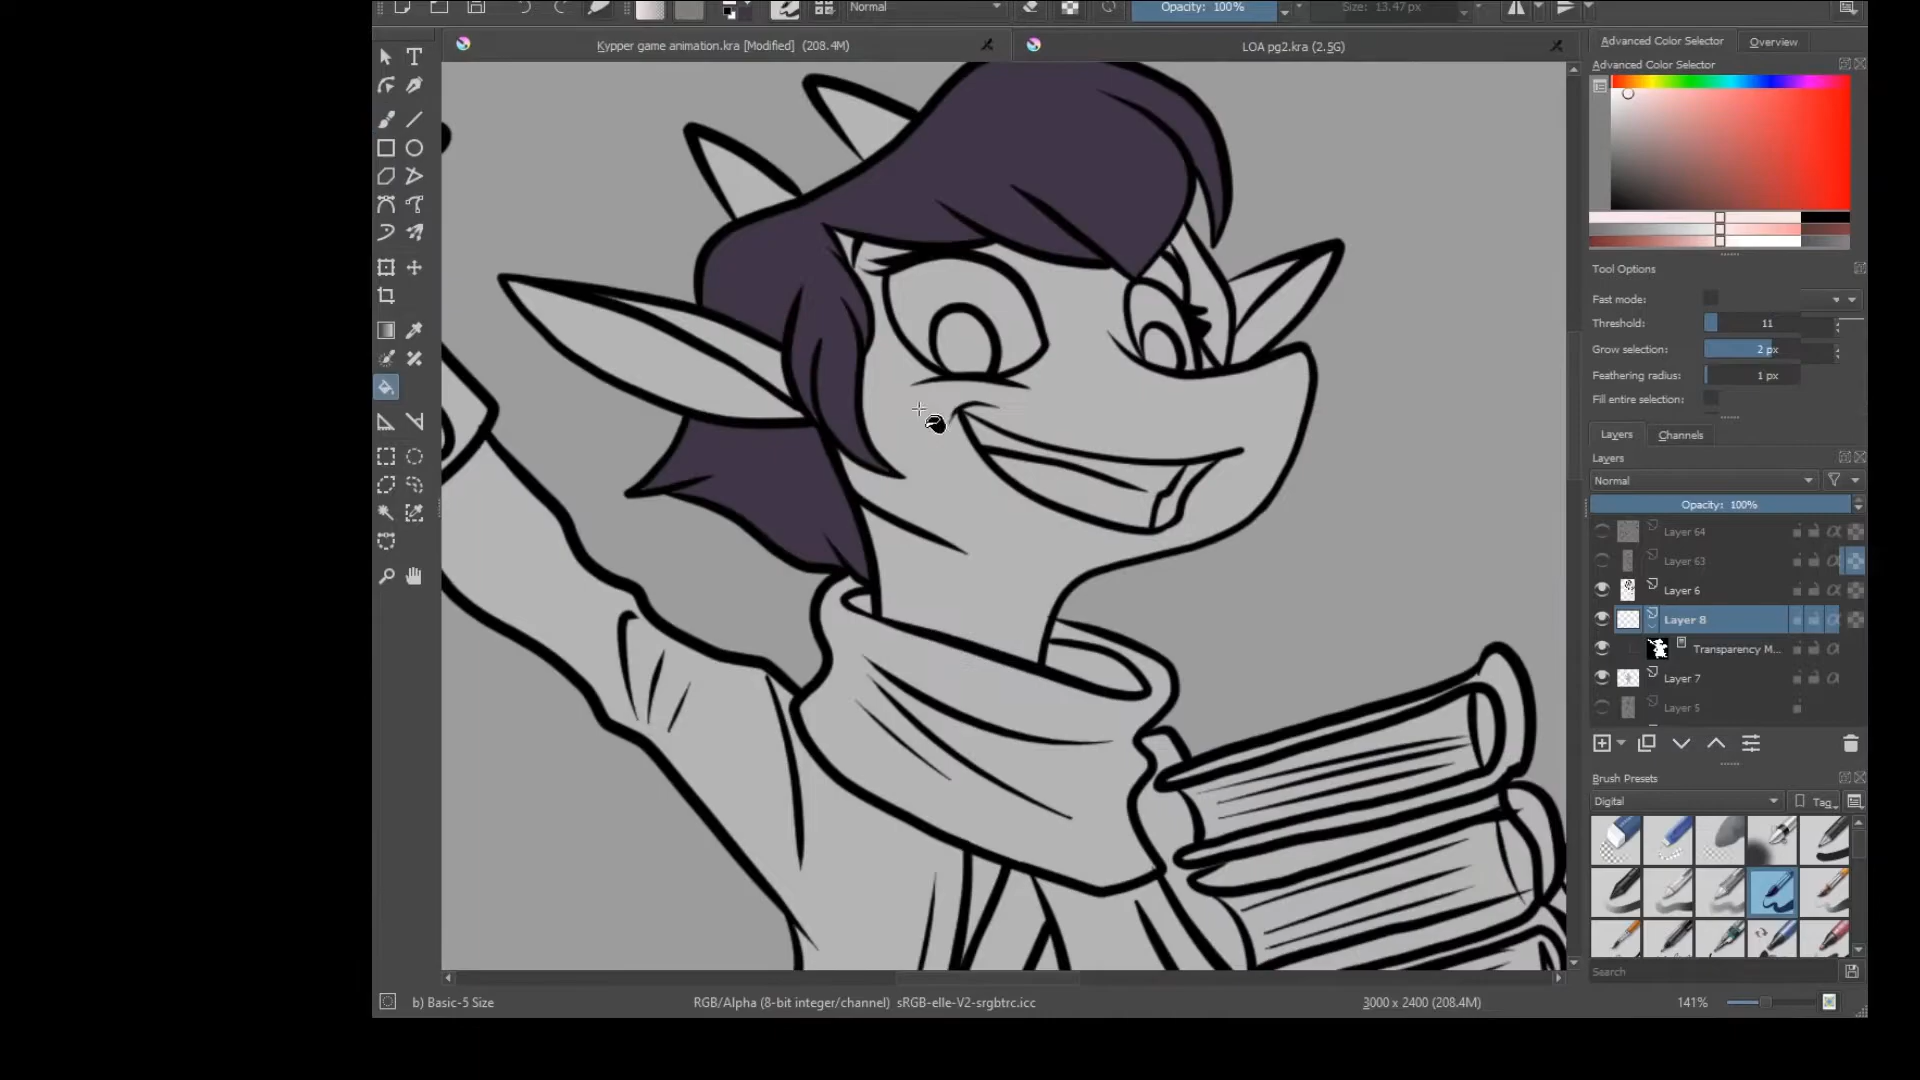 Normal
Opacity: 100%
Size: 13.47 px
Kypper game animation.kra [Modified] (208.4M)
LOA pg2.kra (2.5G)
Advanced Color Selector
Overview
Advanced Color Selector
Tool Options
Fast mode:
Threshold:
11
Grow selection:
2 px
Feathering radius:
1 px
Fill entire selection:
Layers
Channels
Layers
Normal
Opacity: 100%
Layer 64
Layer 63
Layer 6
Layer 8
Transparency M...
Layer 7
Layer 5
Brush Presets
Digital
Tag
Search
b) Basic-5 Size
RGB/Alpha (8-bit integer/channel) sRGB-elle-V2-srgbtrc.icc
3000 x 2400 (208.4M)
141%